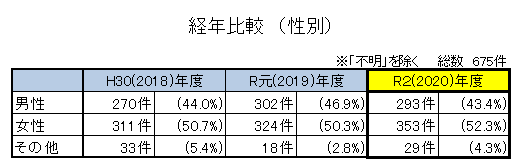 経年比較（性別）
※「不明」を除く　総数　675件
H30(2018)年度　R元(2019)年度　R2(2020)年度
男性　270件　(44.0%)　302件　(46.9%)　293件　(43.4%)
女性　311件　(50.7%)　324件　(50.3%)　353件　(52.3%)
その他　33件　(5.4%)　18件　(2.8%)　29件　(4.3%)